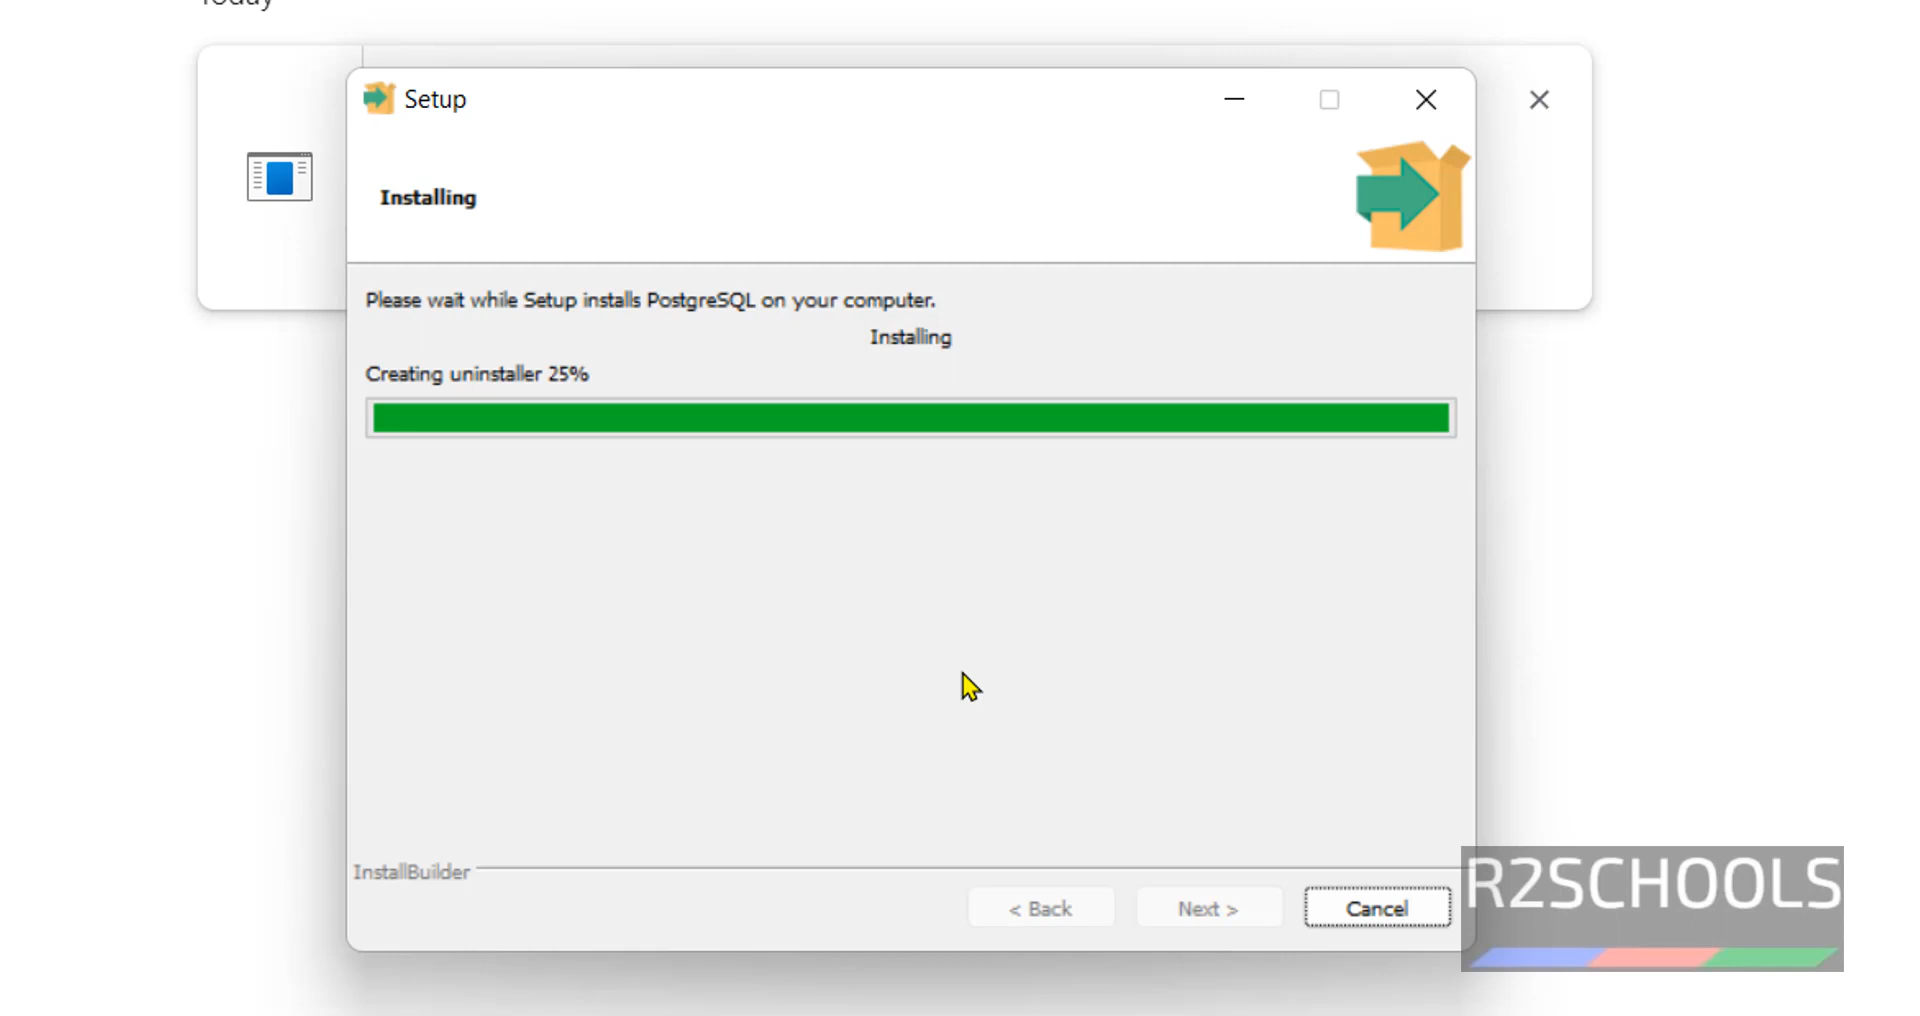 Today
Setup
Installing
Please wait while Setup installs PostgreSQL on your computer.
Installing
Creating uninstaller 25%
InstallBuilder
< Back
Next >
Cancel
R2SCHOOLS